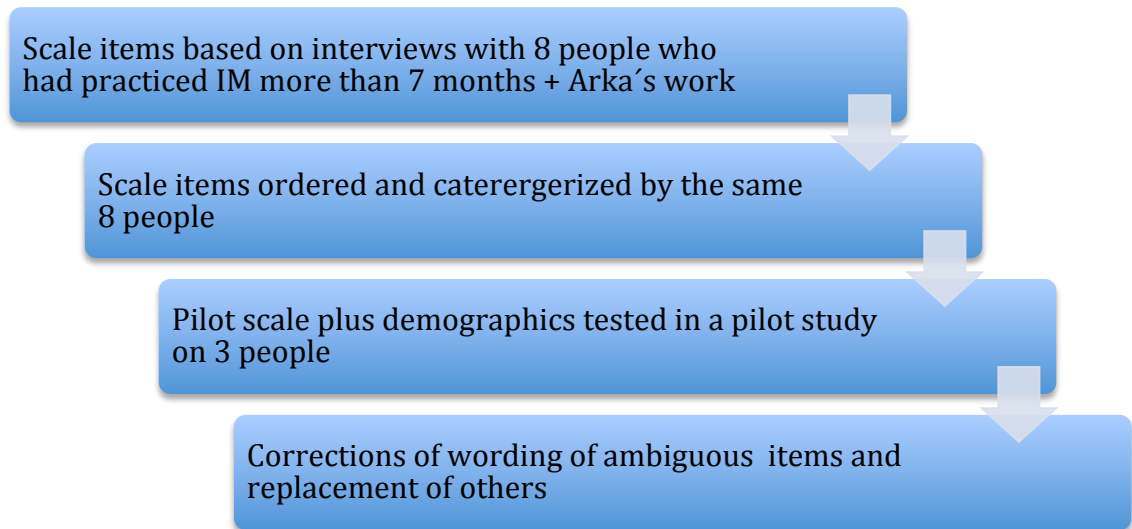 Scale items based on interviews with 8 people who
had practiced IM more than 7 months + Arka´s work
Scale items ordered and caterergerized by the same
8 people
Pilot scale plus demographics tested in a pilot study
on 3 people
Corrections of wording of ambiguous  items and
replacement of others